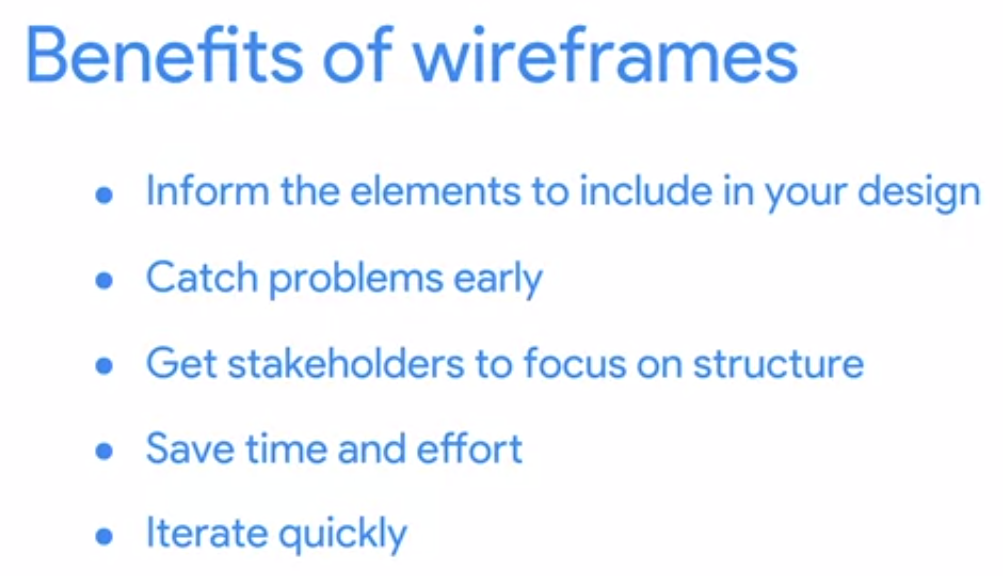 Benefits of wireframes
• Inform the elements to include in your design
• Catch problems early
• Get stakeholders to focus on structure
• Save time and effort
• Iterate quickly